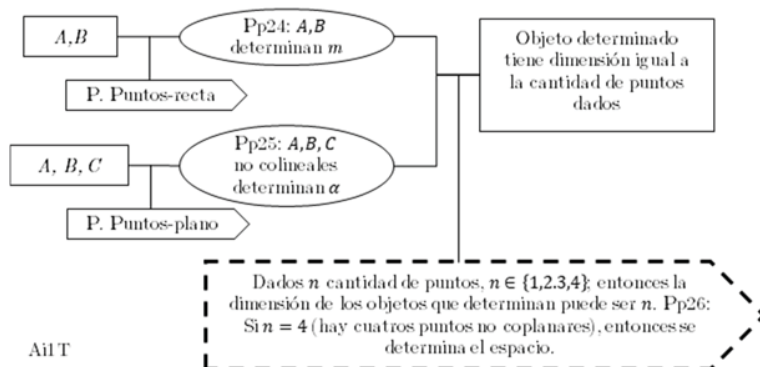 A,B
Pp24: A,B
determinan m
P. Puntos-recta
Objeto determinado
tiene dimensión igual a
la cantidad de puntos
dados
A, B, C
Pp25: A,B,C
no colineales
determinan α
P. Puntos-plano
Dados n cantidad de puntos, n ∈ {1,2.3,4}; entonces la
dimensión de los objetos que determinan puede ser n. Pp26:
Si n = 4 (hay cuatros puntos no coplanares), entonces se
determina el espacio.
Ai1T